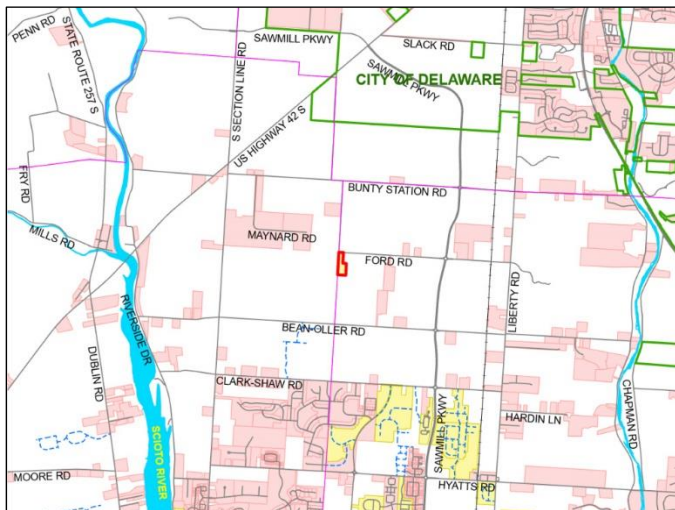 PENN RD
STATE ROUTE 257 S
SAWMILL PKWY
S SECTION LINE RD
SLACK RD
SAWMILL PKWY
CITY OF DELAWARE
US HIGHWAY 42 S
FRY RD
BUNTY STATION RD
MAYNARD RD
MILLS RD
FORD RD
LIBERTY RD
RIVERSIDE DR
BEAN-OLLER RD
DUBLIN RD
CLARK-SHAW RD
CHAPMAN RD
SAWMILL PKWY
HARDIN LN
SCIOTO RIVER
MOORE RD
HYATTS RD